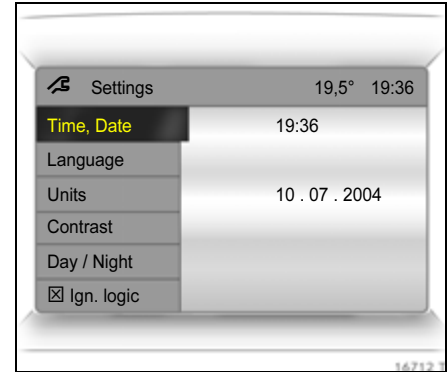 Settings 19,5° 19:36
Time, Date 19:36
Language
Units 10 . 07 . 2004
Contrast
Day / Night
☒ Ign. logic
16712 T